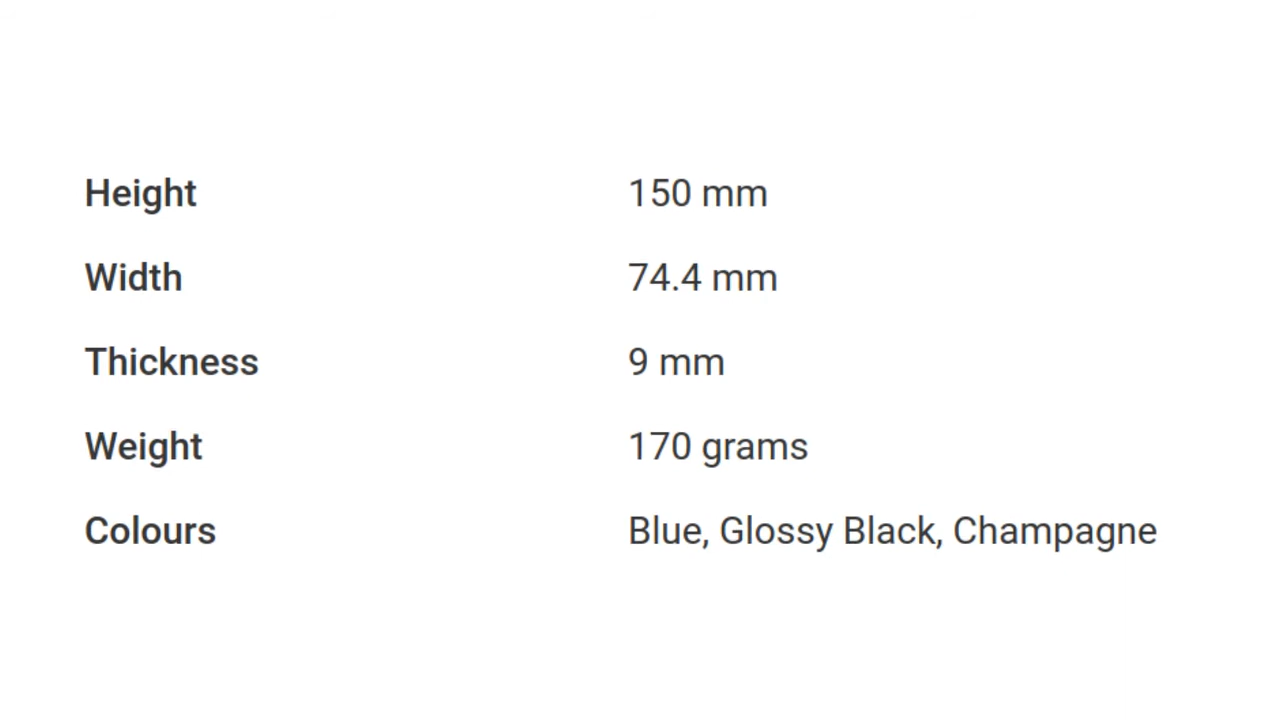 Height 150 mm
Width 74.4 mm
Thickness 9 mm
Weight 170 grams
Colours Blue, Glossy Black, Champagne